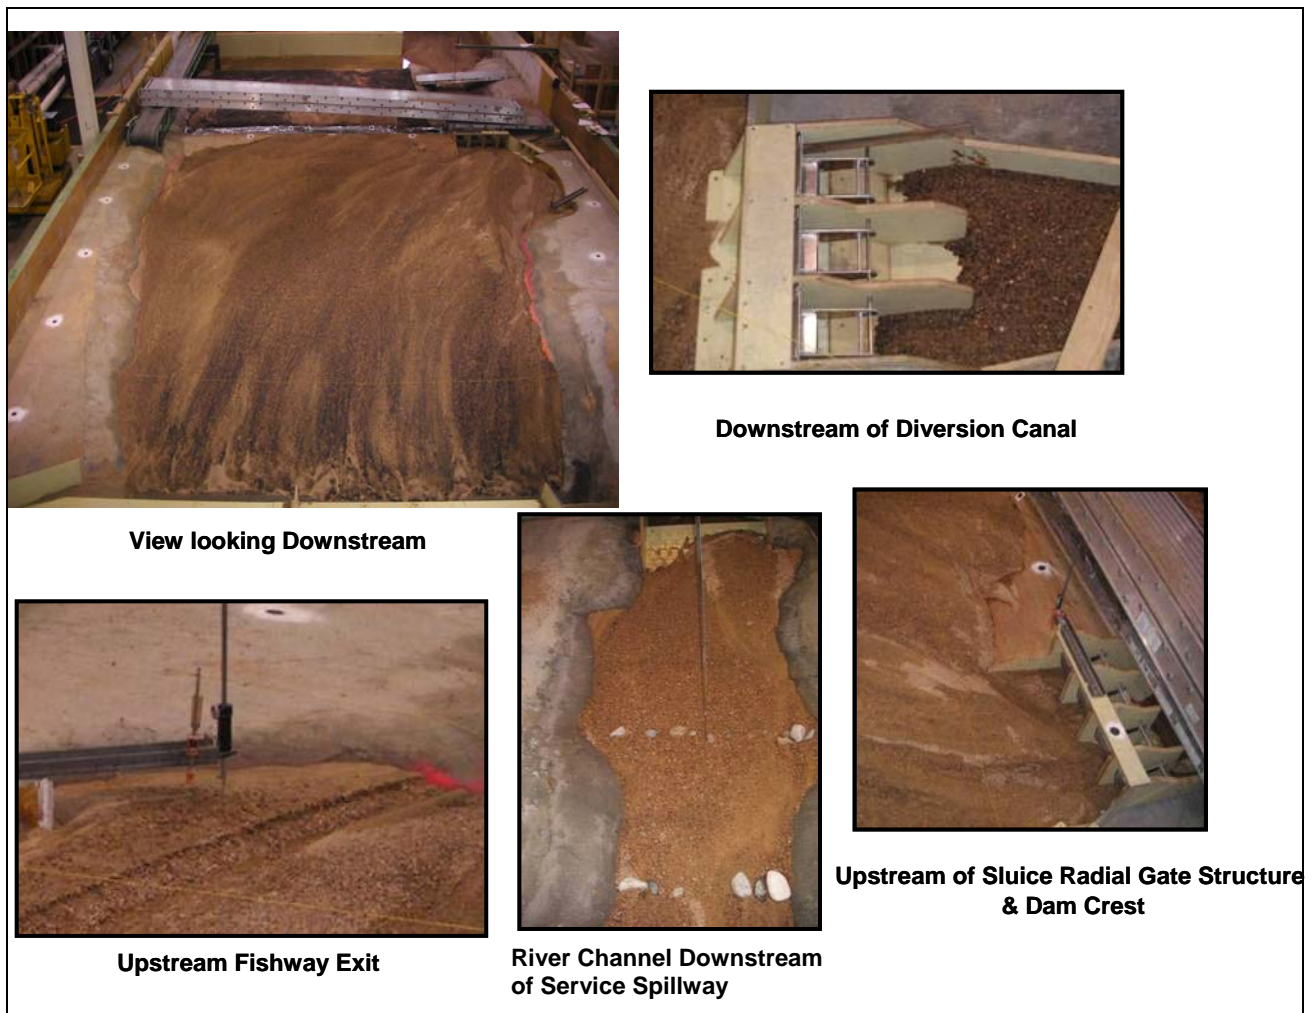 View looking Downstream
Downstream of Diversion Canal
Upstream Fishway Exit
River Channel Downstream
of Service Spillway
Upstream of Sluice Radial Gate Structure
& Dam Crest